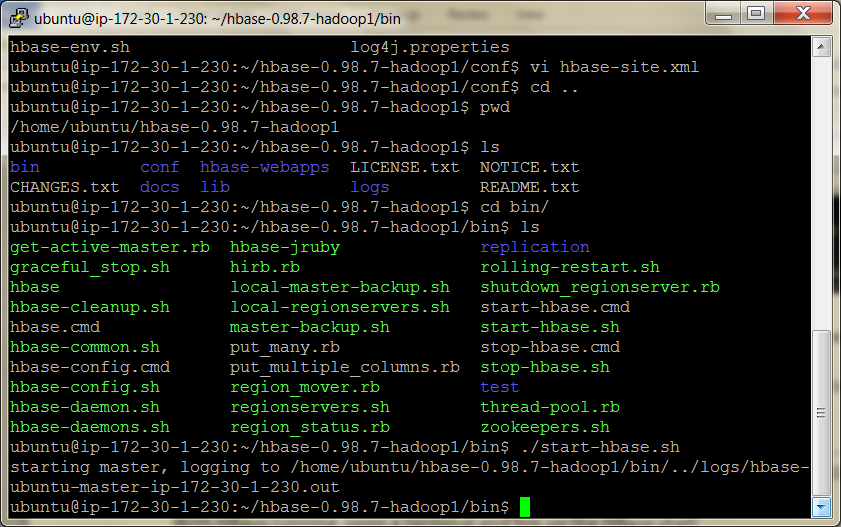 ubuntu@ip-172-30-1-230: ~/hbase-0.98.7-hadoop1/bin
hbase-env.sh                      log4j.properties
ubuntu@ip-172-30-1-230:~/hbase-0.98.7-hadoop1/conf$ vi hbase-site.xml
ubuntu@ip-172-30-1-230:~/hbase-0.98.7-hadoop1/conf$ cd ..
ubuntu@ip-172-30-1-230:~/hbase-0.98.7-hadoop1$ pwd
/home/ubuntu/hbase-0.98.7-hadoop1
ubuntu@ip-172-30-1-230:~/hbase-0.98.7-hadoop1$ ls
bin          conf  hbase-webapps  LICENSE.txt  NOTICE.txt
CHANGES.txt  docs  lib            logs         README.txt
ubuntu@ip-172-30-1-230:~/hbase-0.98.7-hadoop1$ cd bin/
ubuntu@ip-172-30-1-230:~/hbase-0.98.7-hadoop1/bin$ ls
get-active-master.rb  hbase-jruby              replication
graceful_stop.sh      hirb.rb                  rolling-restart.sh
hbase                 local-master-backup.sh   shutdown_regionserver.rb
hbase-cleanup.sh      local-regionservers.sh   start-hbase.cmd
hbase.cmd             master-backup.sh         start-hbase.sh
hbase-common.sh       put_many.rb              stop-hbase.cmd
hbase-config.cmd      put_multiple_columns.rb  stop-hbase.sh
hbase-config.sh       region_mover.rb          test
hbase-daemon.sh       regionservers.sh         thread-pool.rb
hbase-daemons.sh      region_status.rb         zookeepers.sh
ubuntu@ip-172-30-1-230:~/hbase-0.98.7-hadoop1/bin$ ./start-hbase.sh
starting master, logging to /home/ubuntu/hbase-0.98.7-hadoop1/bin/../logs/hbase-
ubuntu-master-ip-172-30-1-230.out
ubuntu@ip-172-30-1-230:~/hbase-0.98.7-hadoop1/bin$